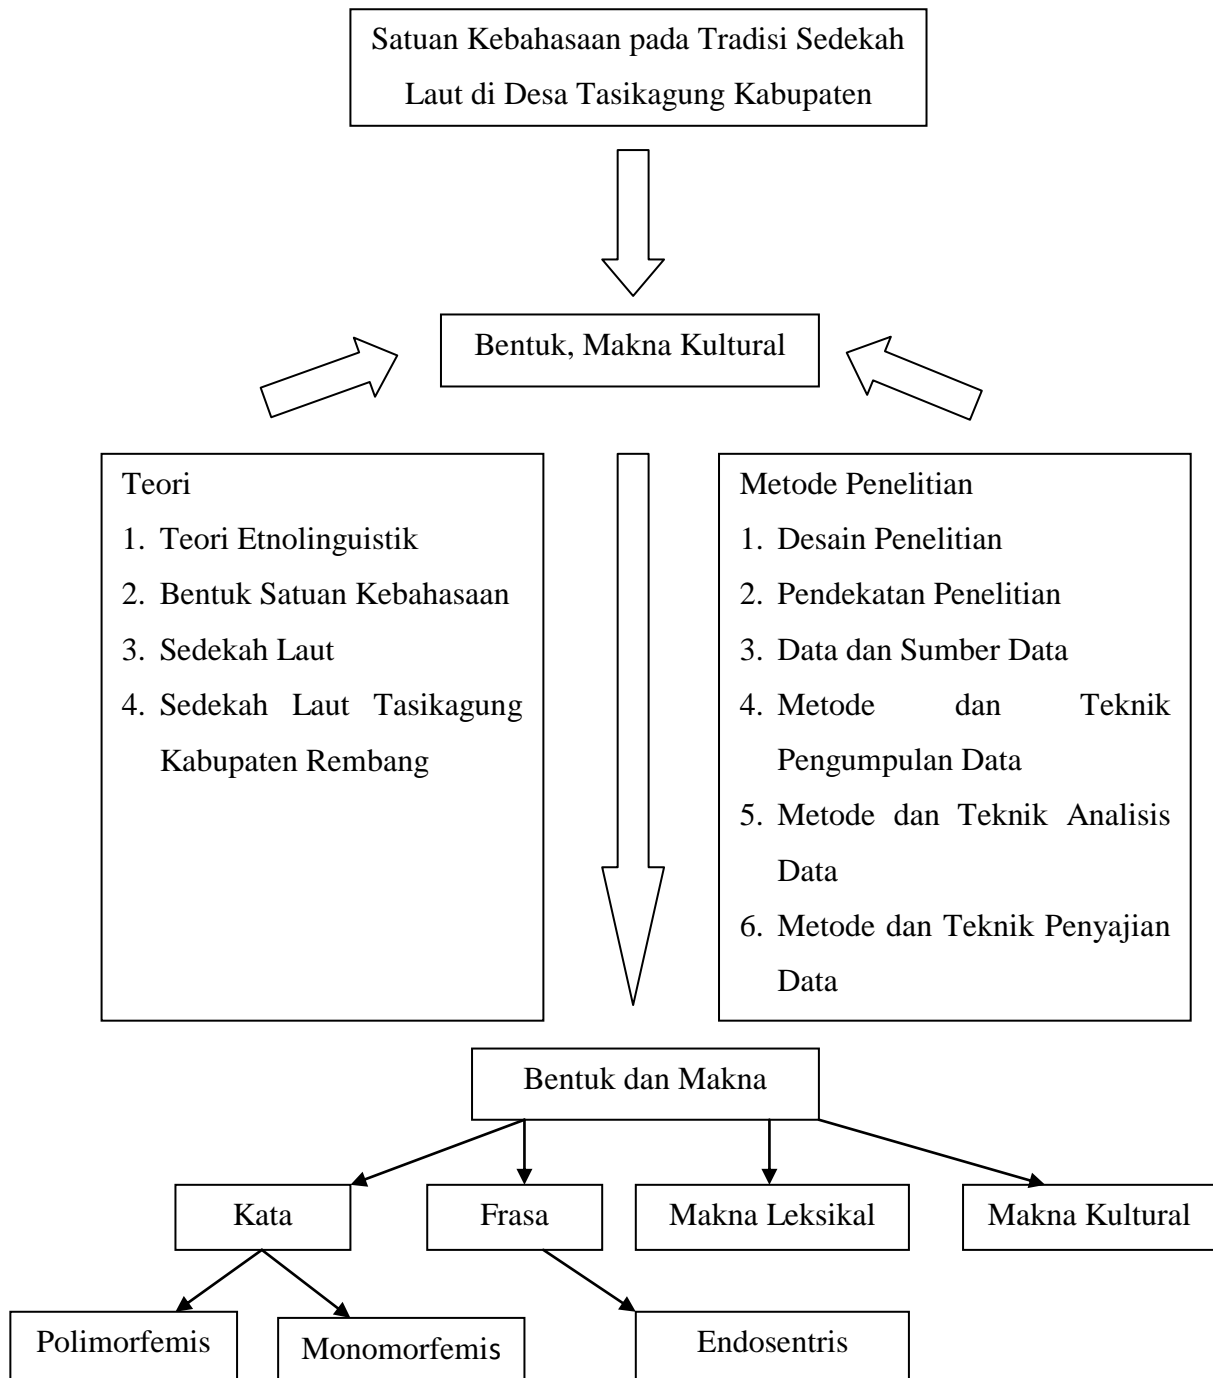 Satuan Kebahasaan pada Tradisi Sedekah
Laut di Desa Tasikagung Kabupaten
Bentuk, Makna Kultural
Teori
1. Teori Etnolinguistik
2. Bentuk Satuan Kebahasaan
3. Sedekah Laut
4. Sedekah Laut Tasikagung
Kabupaten Rembang
Metode Penelitian
1. Desain Penelitian
2. Pendekatan Penelitian
3. Data dan Sumber Data
4. Metode dan Teknik
Pengumpulan Data
5. Metode dan Teknik Analisis
Data
6. Metode dan Teknik Penyajian
Data
Bentuk dan Makna
Kata
Frasa
Makna Leksikal
Makna Kultural
Polimorfemis
Monomorfemis
Endosentris